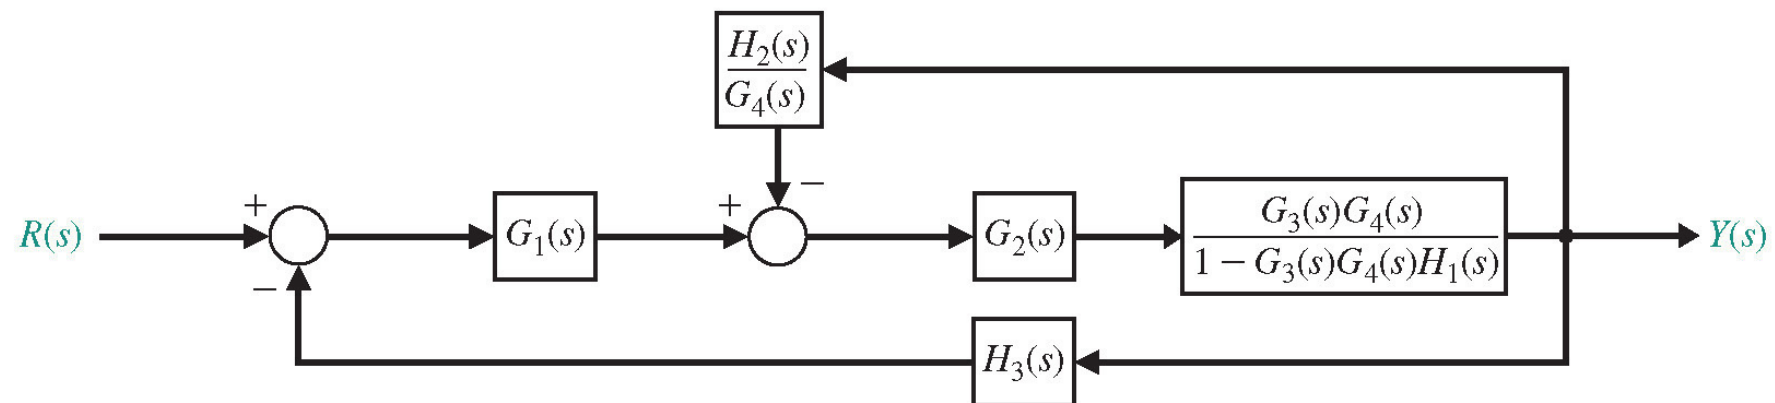 H₂(s)
G₄(s)
−
+
+
R(s)
G₁(s)
G₂(s)
G₃(s)G₄(s)
1 − G₃(s)G₄(s)H₁(s)
Y(s)
−
H₃(s)